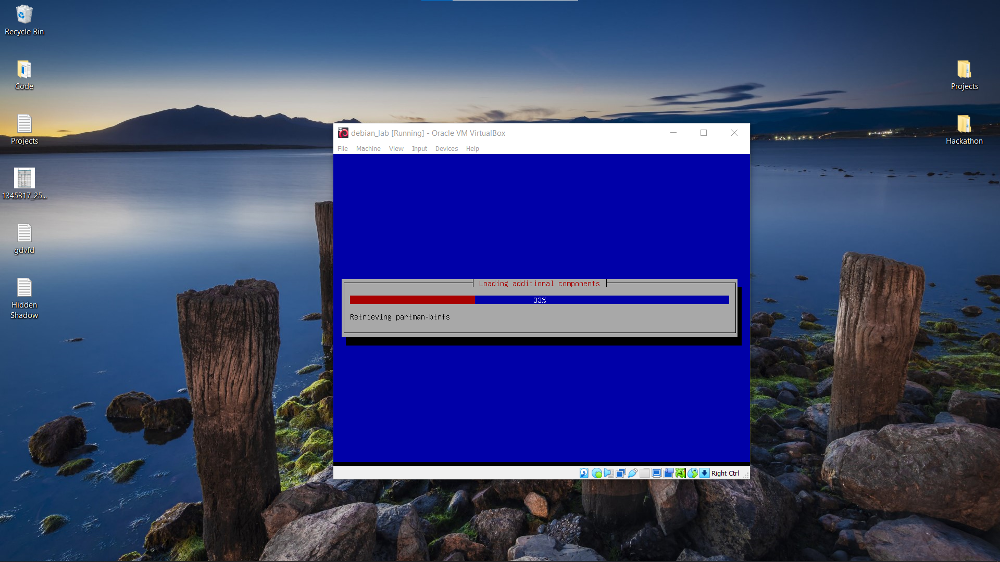 Recycle Bin
Code
Projects
1345317_25...
gdvfd
Hidden
Shadow
Projects
Hackathon
debian_lab [Running] - Oracle VM VirtualBox
File Machine View Input Devices Help
Loading additional components
33%
Retrieving partman-btrfs
Right Ctrl